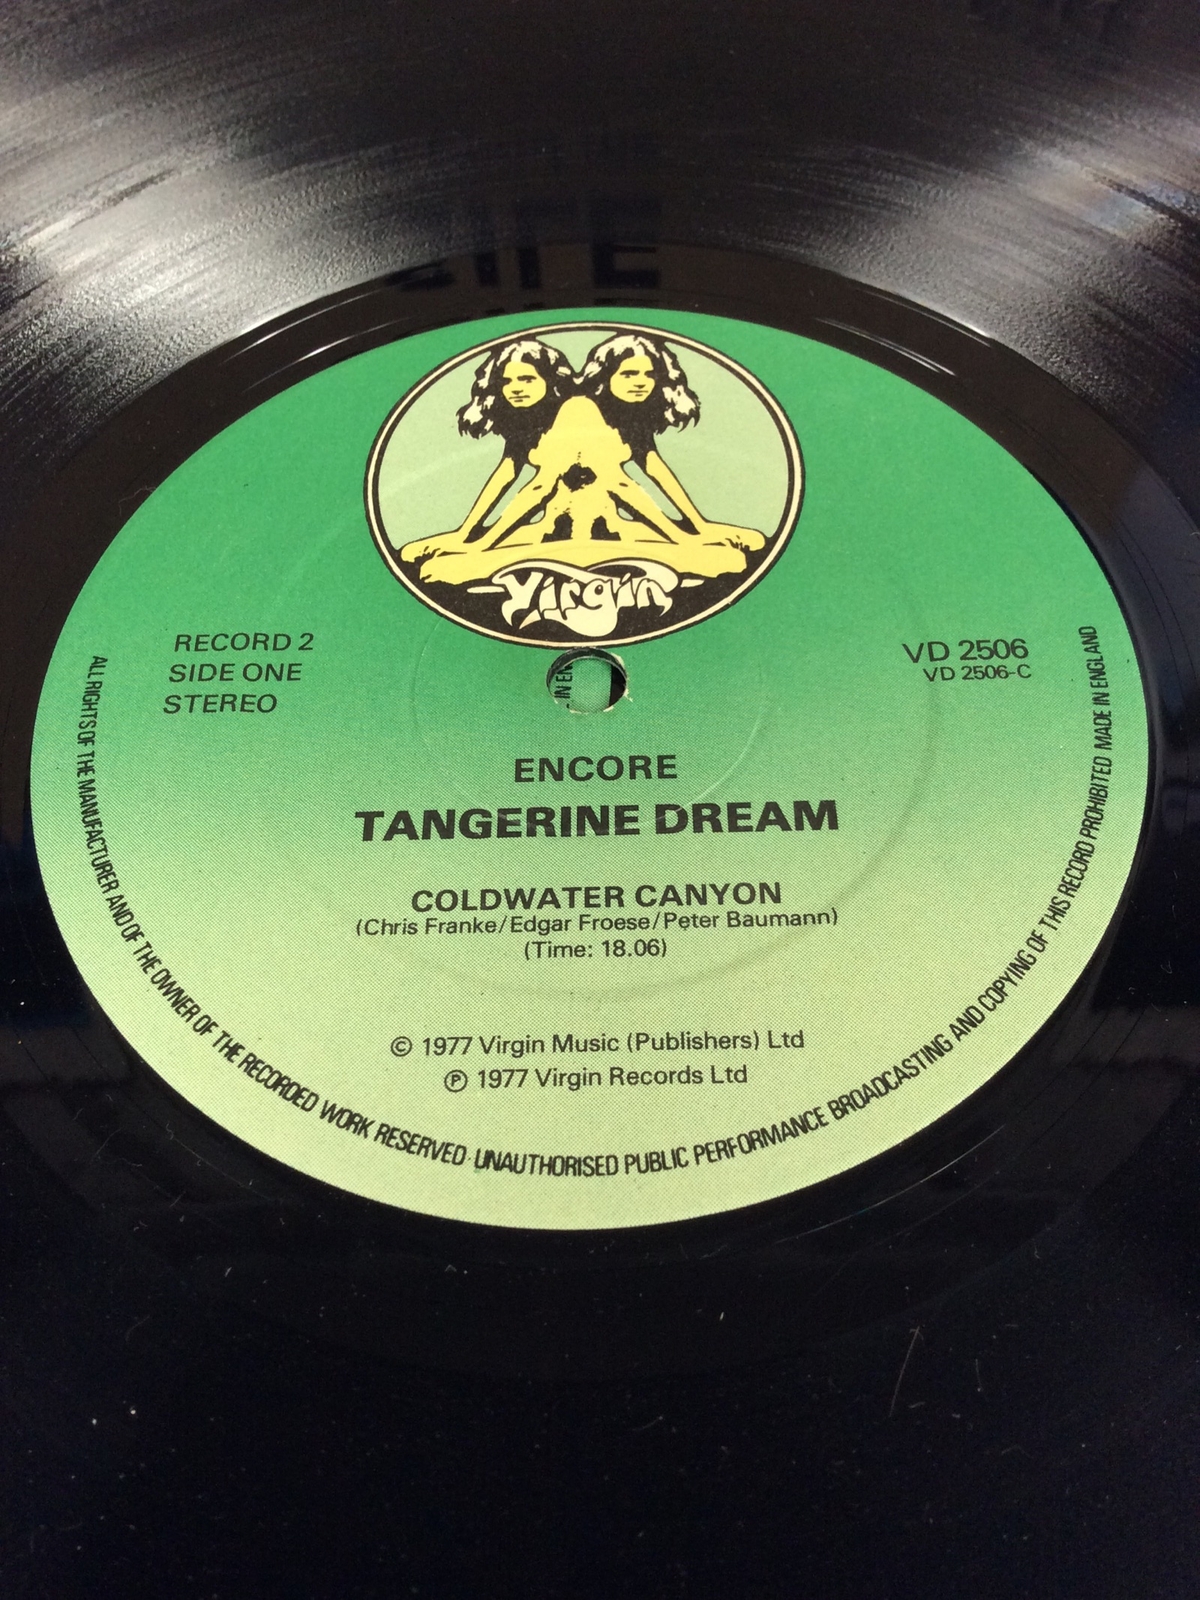 Virgin
RECORD 2
SIDE ONE
STEREO
VD 2506
VD 2506-C
IN EN
ENCORE
TANGERINE DREAM
COLDWATER CANYON
(Chris Franke/Edgar Froese/Peter Baumann)
(Time: 18.06)
© 1977 Virgin Music (Publishers) Ltd
℗ 1977 Virgin Records Ltd
ALL RIGHTS OF THE MANUFACTURER AND OF THE OWNER OF THE RECORDED WORK RESERVED UNAUTHORISED PUBLIC PERFORMANCE BROADCASTING AND COPYING OF THIS RECORD PROHIBITED MADE IN ENGLAND